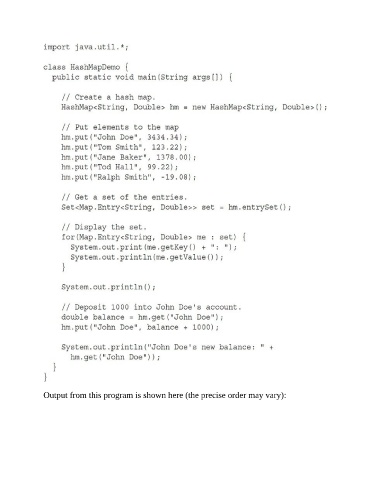 import java.util.*;
class HashMapDemo {
public static void main(String args[]) {
// Create a hash map.
HashMap<String, Double> hm = new HashMap<String, Double>();
// Put elements to the map
hm.put("John Doe", 3434.34);
hm.put("Tom Smith", 123.22);
hm.put("Jane Baker", 1378.00);
hm.put("Tod Hall", 99.22);
hm.put("Ralph Smith", -19.08);
// Get a set of the entries.
Set<Map.Entry<String, Double>> set = hm.entrySet();
// Display the set.
for(Map.Entry<String, Double> me : set) {
System.out.print(me.getKey() + ": ");
System.out.println(me.getValue());
}
System.out.println();
// Deposit 1000 into John Doe's account.
double balance = hm.get("John Doe");
hm.put("John Doe", balance + 1000);
System.out.println("John Doe's new balance: " +
hm.get("John Doe"));
}
}
Output from this program is shown here (the precise order may vary):